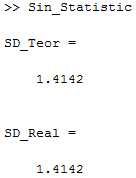 >> Sin_Statistic
SD_Teor =
1.4142
SD_Real =
1.4142